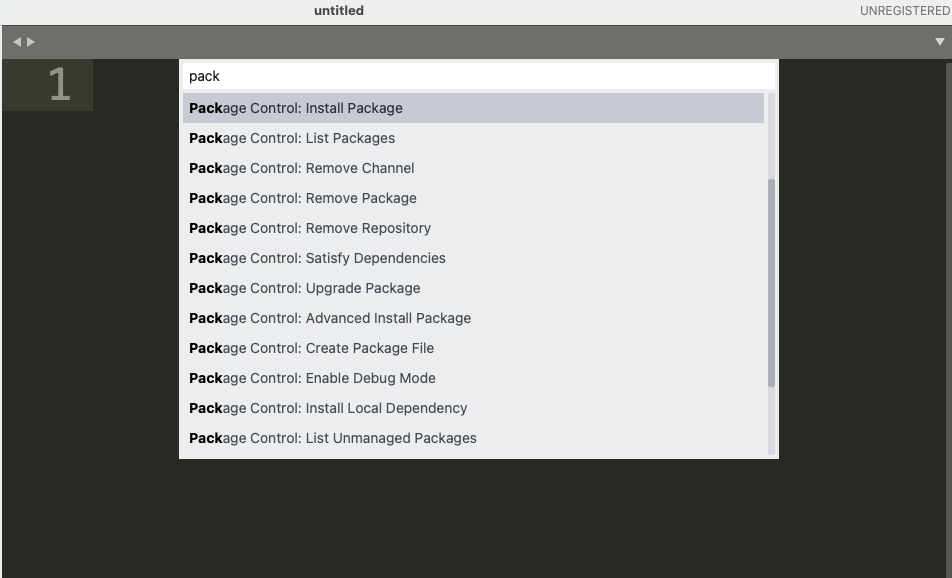 untitled
UNREGISTERED
1
pack
Package Control: Install Package
Package Control: List Packages
Package Control: Remove Channel
Package Control: Remove Package
Package Control: Remove Repository
Package Control: Satisfy Dependencies
Package Control: Upgrade Package
Package Control: Advanced Install Package
Package Control: Create Package File
Package Control: Enable Debug Mode
Package Control: Install Local Dependency
Package Control: List Unmanaged Packages